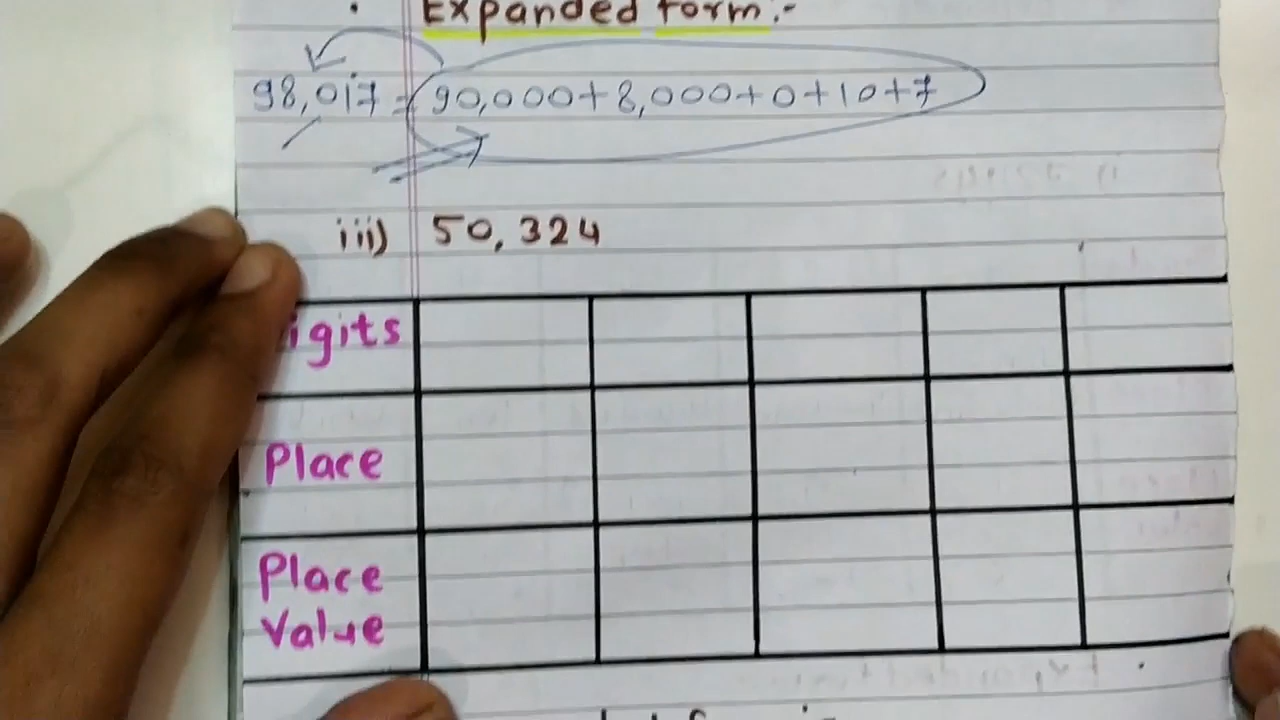 Expanded form:-
98,017 = 90,000+8,000+0+10+7
iii) 50,324
igits
Place
Place
Value